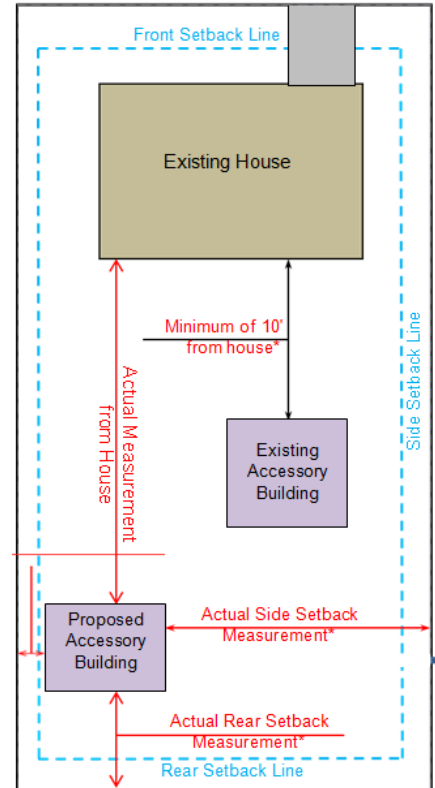 Front Setback Line
Existing House
Minimum of 10'
from house*
Actual Measurement
from House
Side Setback Line
Existing
Accessory
Building
Proposed
Accessory
Building
Actual Side Setback
Measurement*
Actual Rear Setback
Measurement*
Rear Setback Line